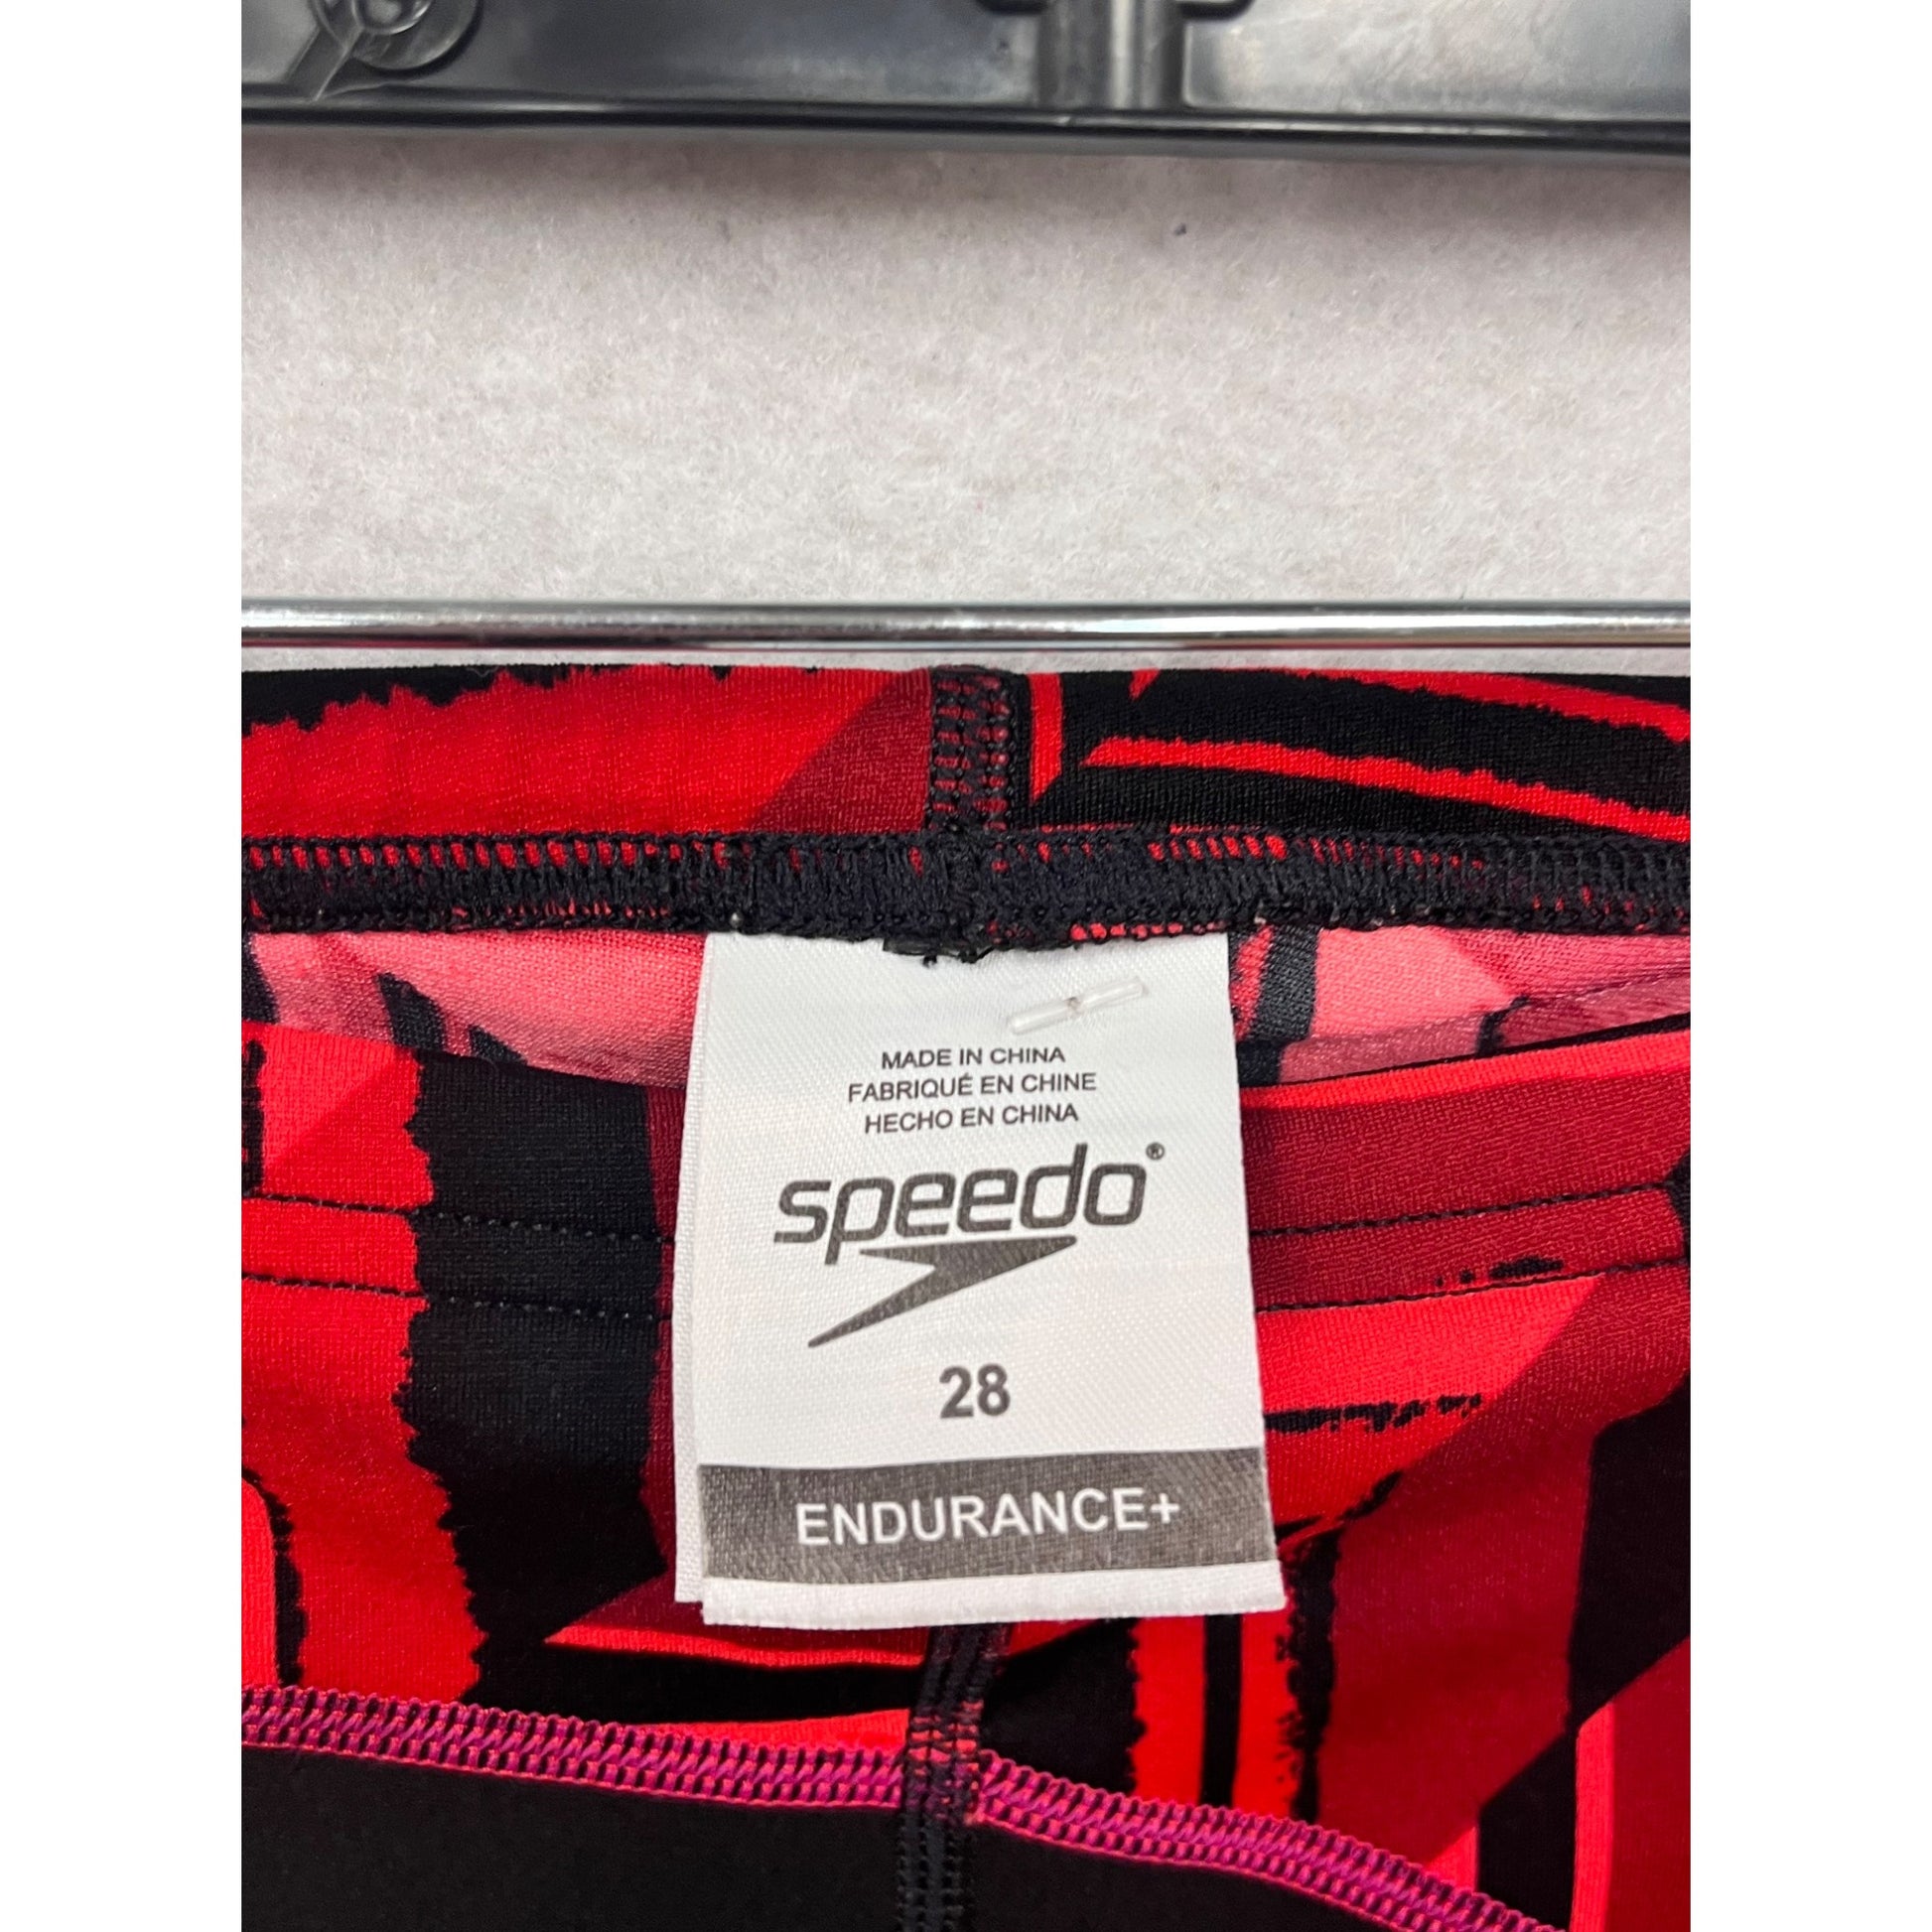 MADE IN CHINA
FABRIQUÉ EN CHINE
HECHO EN CHINA
speedo®
28
ENDURANCE+